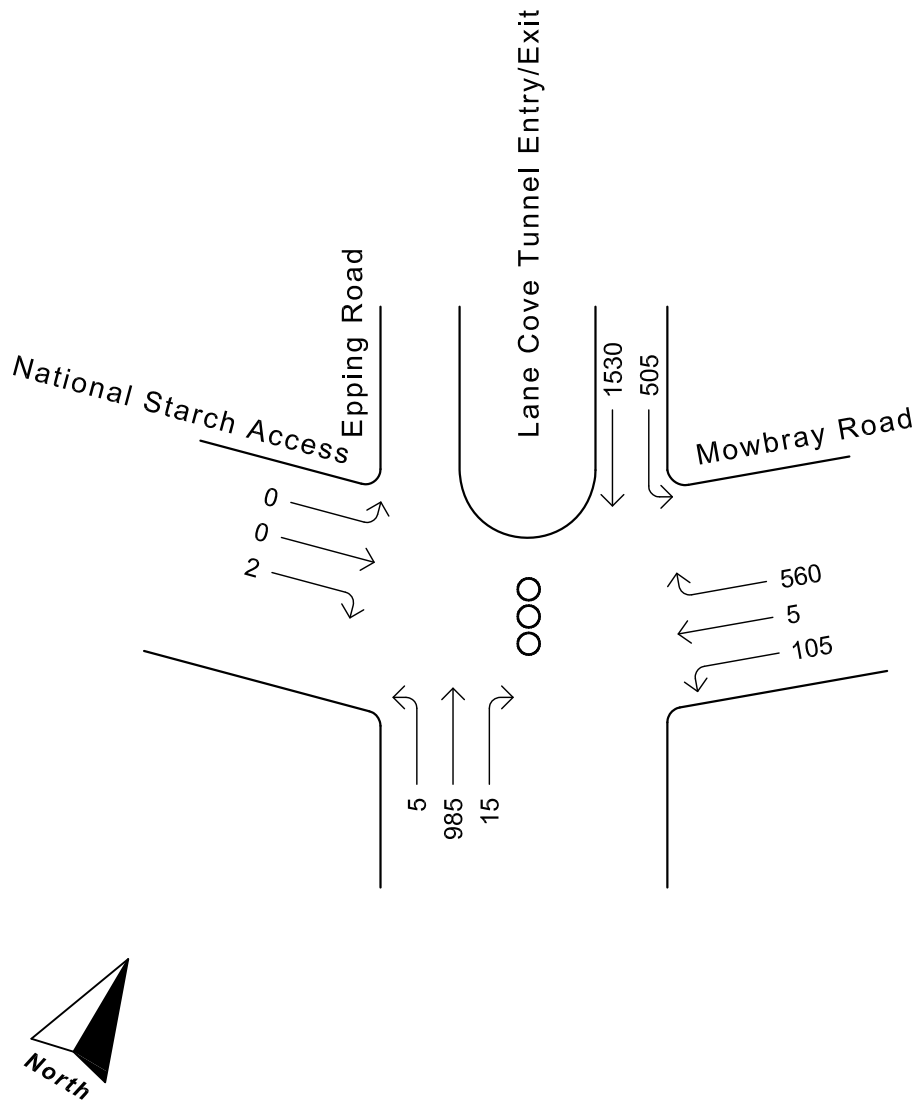 Lane Cove Tunnel Entry/Exit
Epping Road
National Starch Access
Mowbray Road
1530
505
0
0
2
560
5
105
5
985
15
North